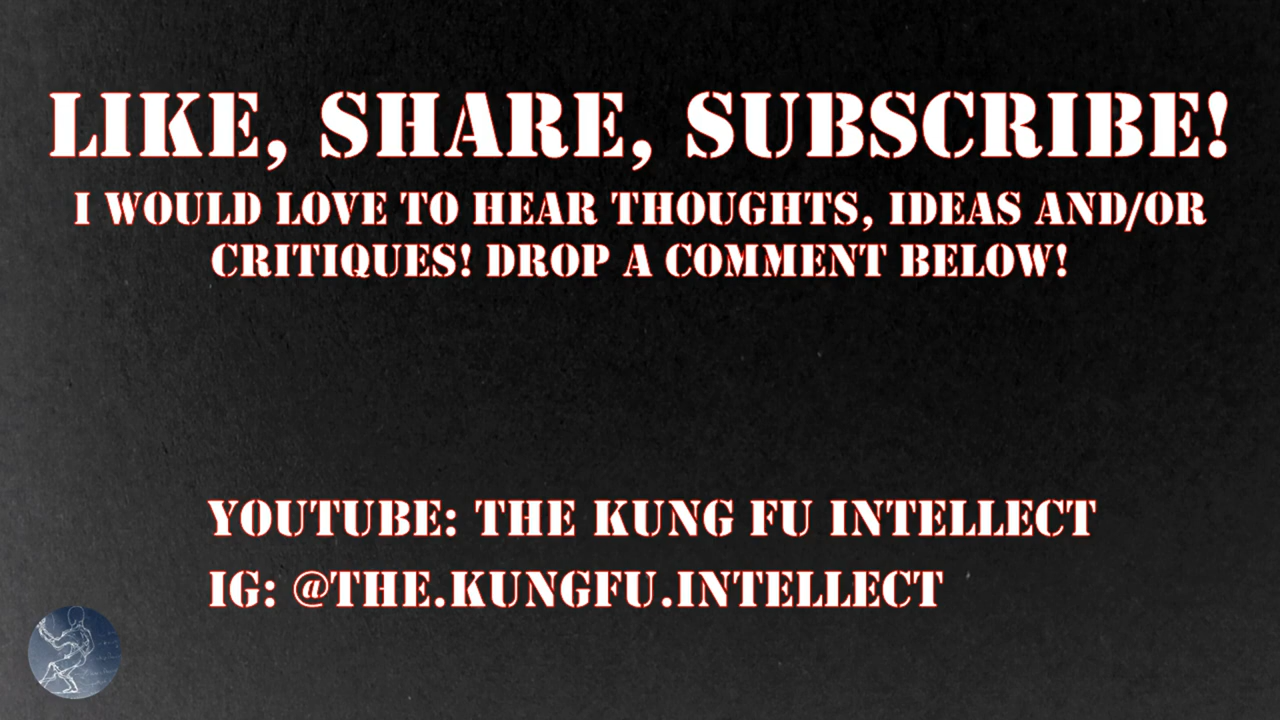 LIKE, SHARE, SUBSCRIBE!
I WOULD LOVE TO HEAR THOUGHTS, IDEAS AND/OR
CRITIQUES! DROP A COMMENT BELOW!
YOUTUBE: THE KUNG FU INTELLECT
IG: @THE.KUNGFU.INTELLECT